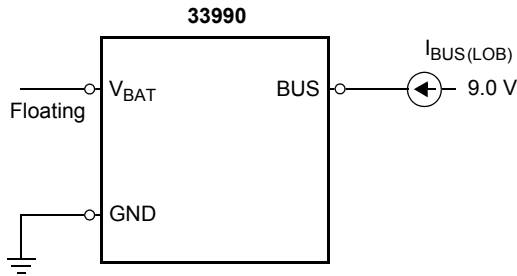 33990
I_BUS(LOB)
V_BAT
BUS
9.0 V
Floating
GND